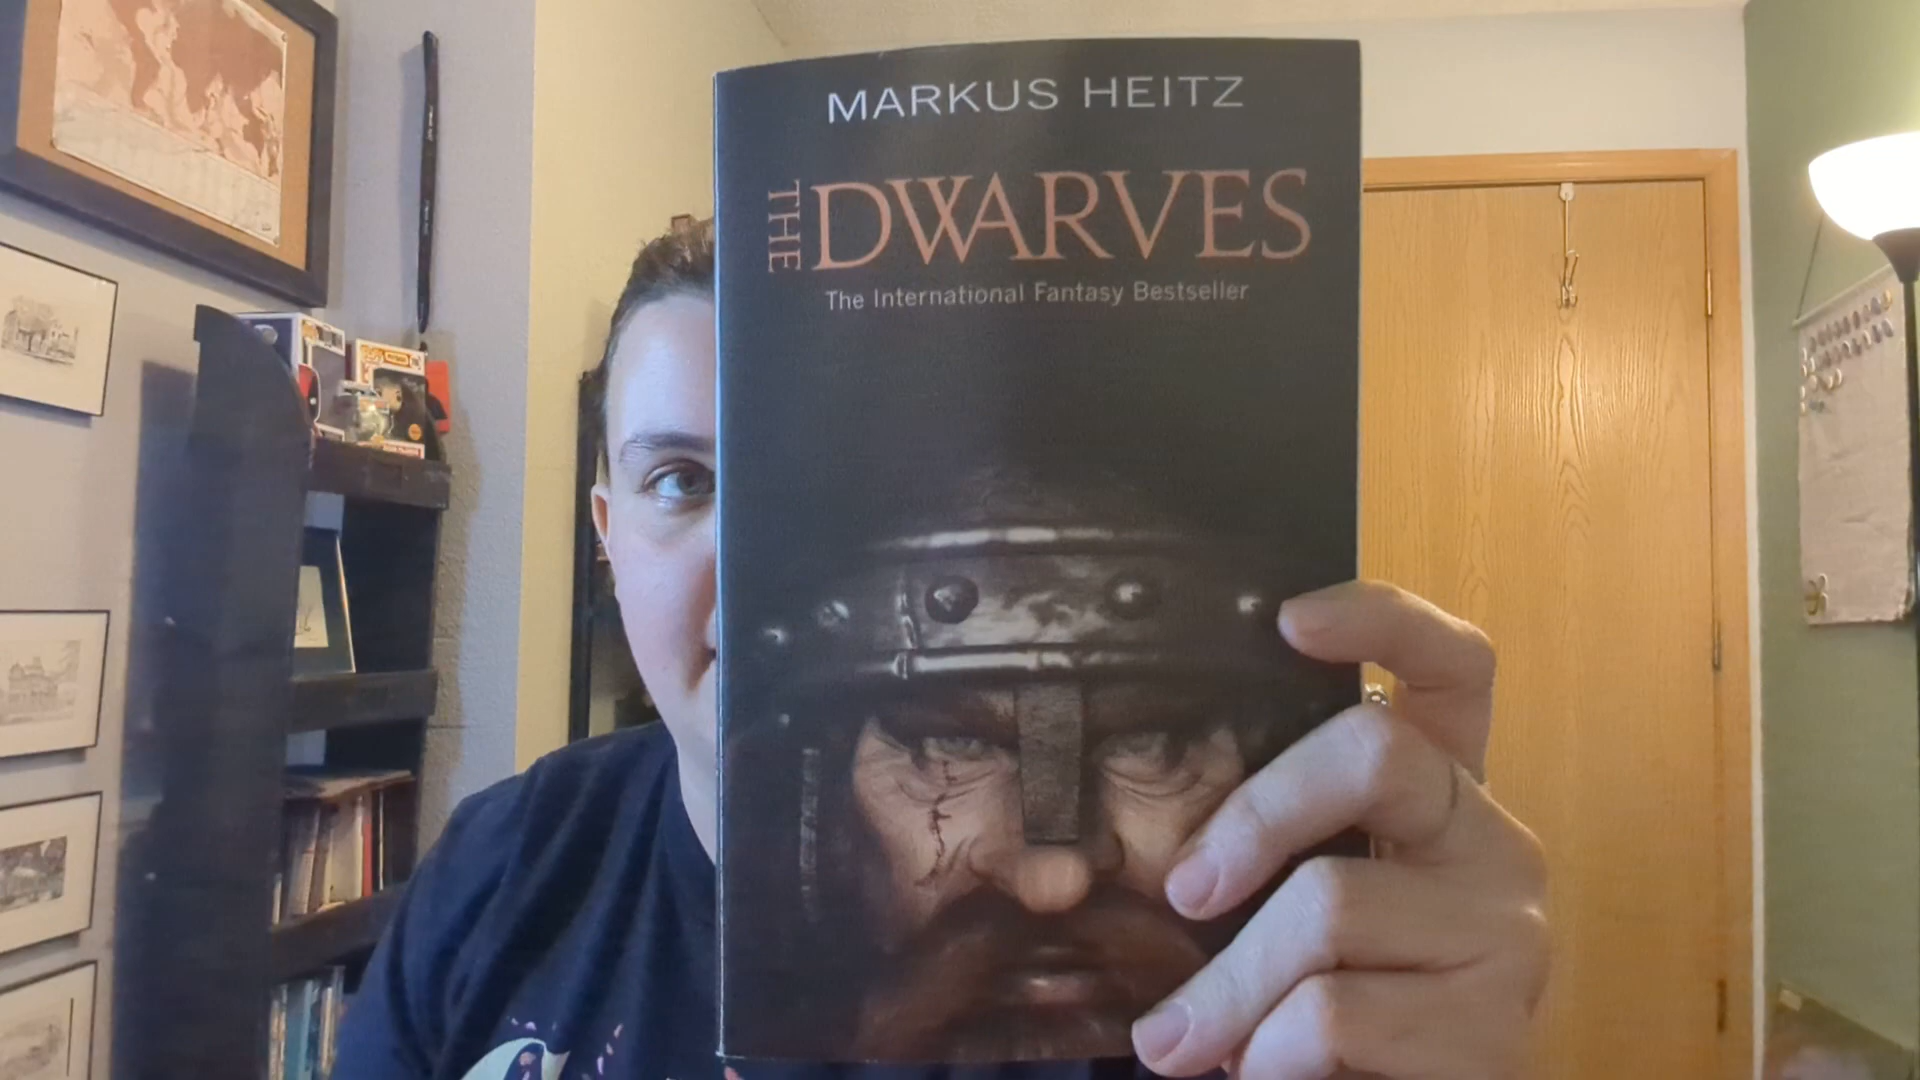 MARKUS HEITZ
THE DWARVES
The International Fantasy Bestseller